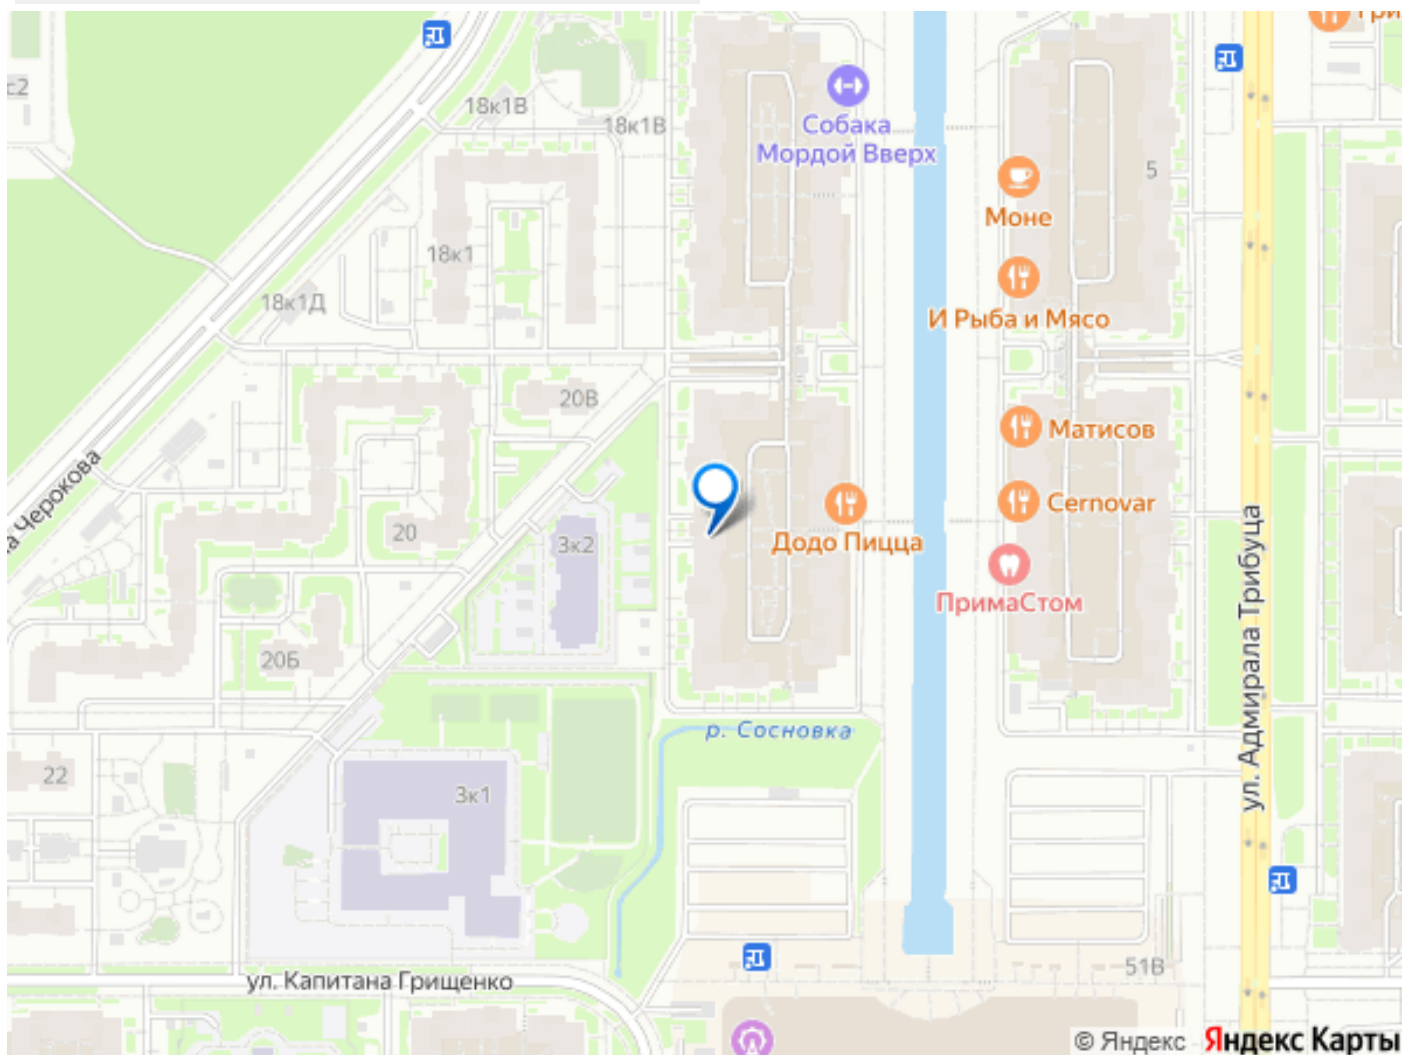 с2
18к1В
18к1В
Собака
Мордой Вверх
5
Моне
18к1
18к1Д
И Рыба и Мясо
20В
Матисов
а Черокова
Cernovar
20
3к2
Додо Пицца
ПримаСтом
ул. Адмирала Трибуца
20Б
р. Сосновка
22
3к1
51В
ул. Капитана Грищенко
© Яндекс Яндекс Карты